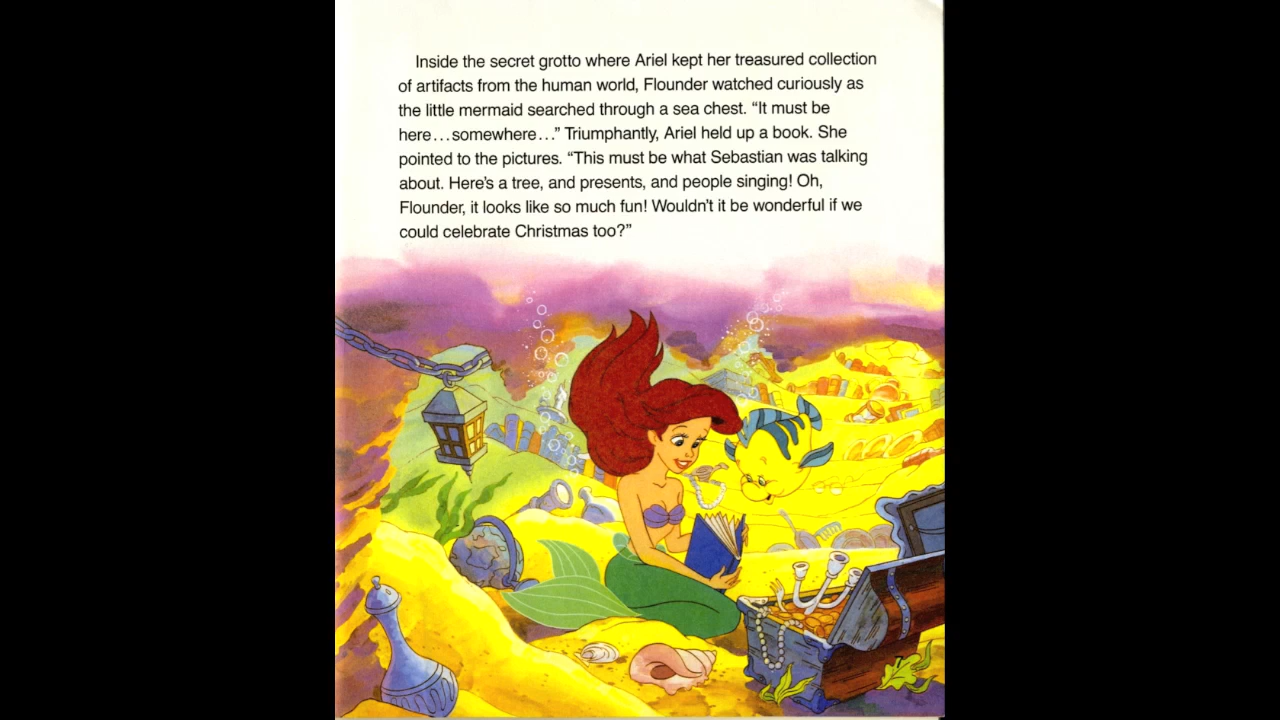 Inside the secret grotto where Ariel kept her treasured collection
of artifacts from the human world, Flounder watched curiously as
the little mermaid searched through a sea chest. “It must be
here...somewhere...” Triumphantly, Ariel held up a book. She
pointed to the pictures. “This must be what Sebastian was talking
about. Here’s a tree, and presents, and people singing! Oh,
Flounder, it looks like so much fun! Wouldn’t it be wonderful if we
could celebrate Christmas too?”
7